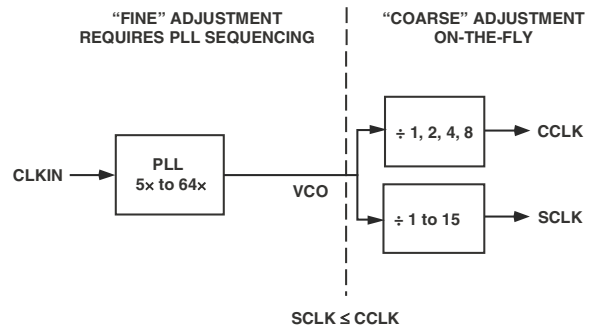 “FINE” ADJUSTMENT
REQUIRES PLL SEQUENCING
“COARSE” ADJUSTMENT
ON-THE-FLY
CLKIN
PLL
5× to 64×
VCO
÷ 1, 2, 4, 8
CCLK
÷ 1 to 15
SCLK
SCLK ≤ CCLK